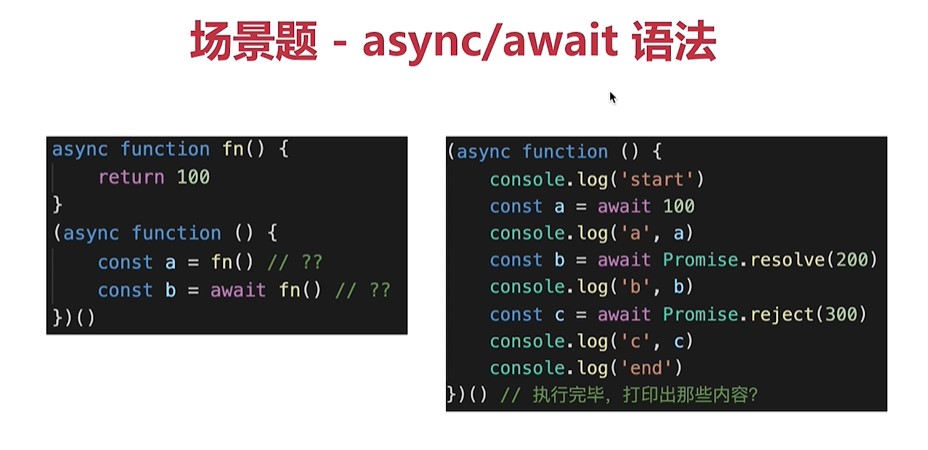 场景题 - async/await 语法
async function fn() {
    return 100
}
(async function () {
    const a = fn() // ??
    const b = await fn() // ??
})()
(async function () {
    console.log('start')
    const a = await 100
    console.log('a', a)
    const b = await Promise.resolve(200)
    console.log('b', b)
    const c = await Promise.reject(300)
    console.log('c', c)
    console.log('end')
})() // 执行完毕，打印出那些内容？